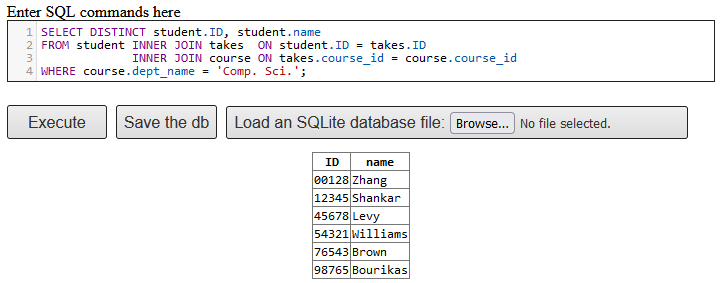 Enter SQL commands here
1 SELECT DISTINCT student.ID, student.name
2 FROM student INNER JOIN takes  ON student.ID = takes.ID
3              INNER JOIN course ON takes.course_id = course.course_id
4 WHERE course.dept_name = 'Comp. Sci.';
Execute Save the db Load an SQLite database file: Browse... No file selected.
ID name
00128 Zhang
12345 Shankar
45678 Levy
54321 Williams
76543 Brown
98765 Bourikas